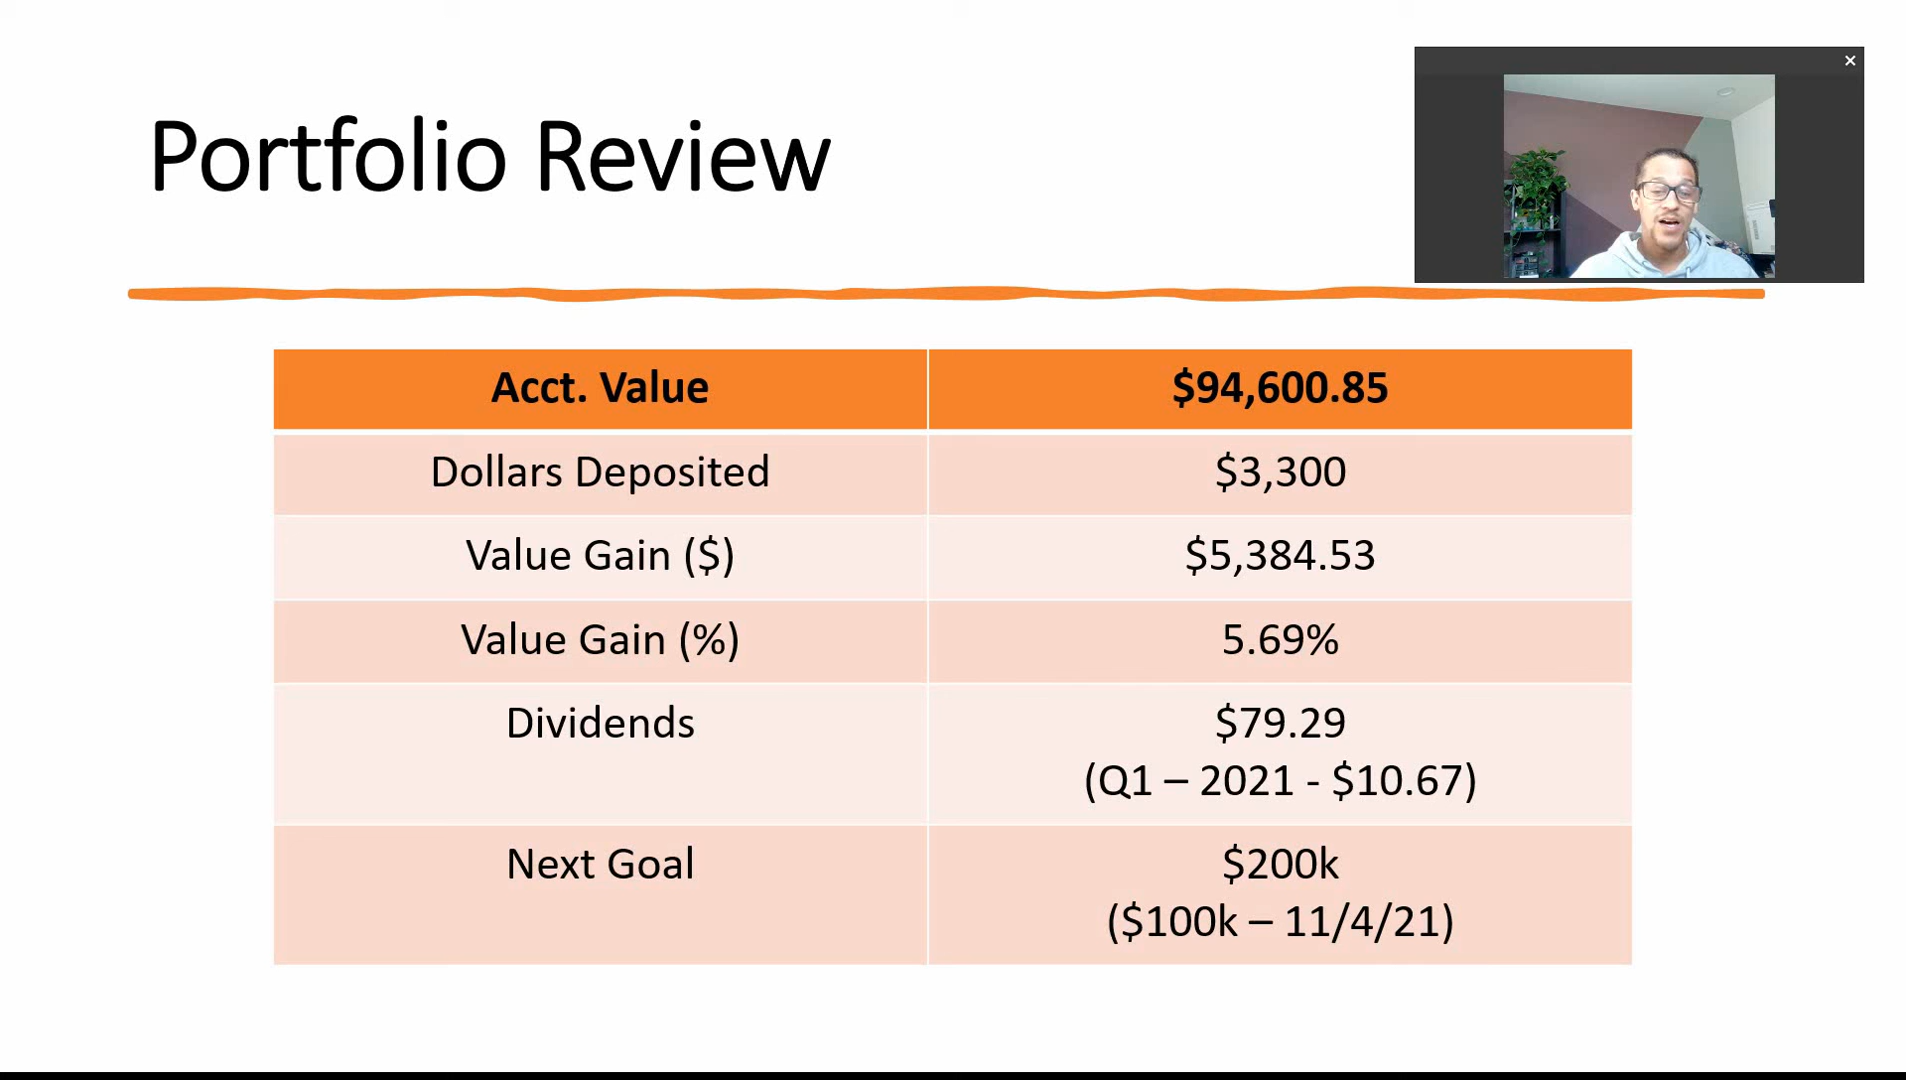 Portfolio Review
Acct. Value
$94,600.85
Dollars Deposited
$3,300
Value Gain ($)
$5,384.53
Value Gain (%)
5.69%
Dividends
$79.29
(Q1 – 2021 - $10.67)
Next Goal
$200k
($100k – 11/4/21)